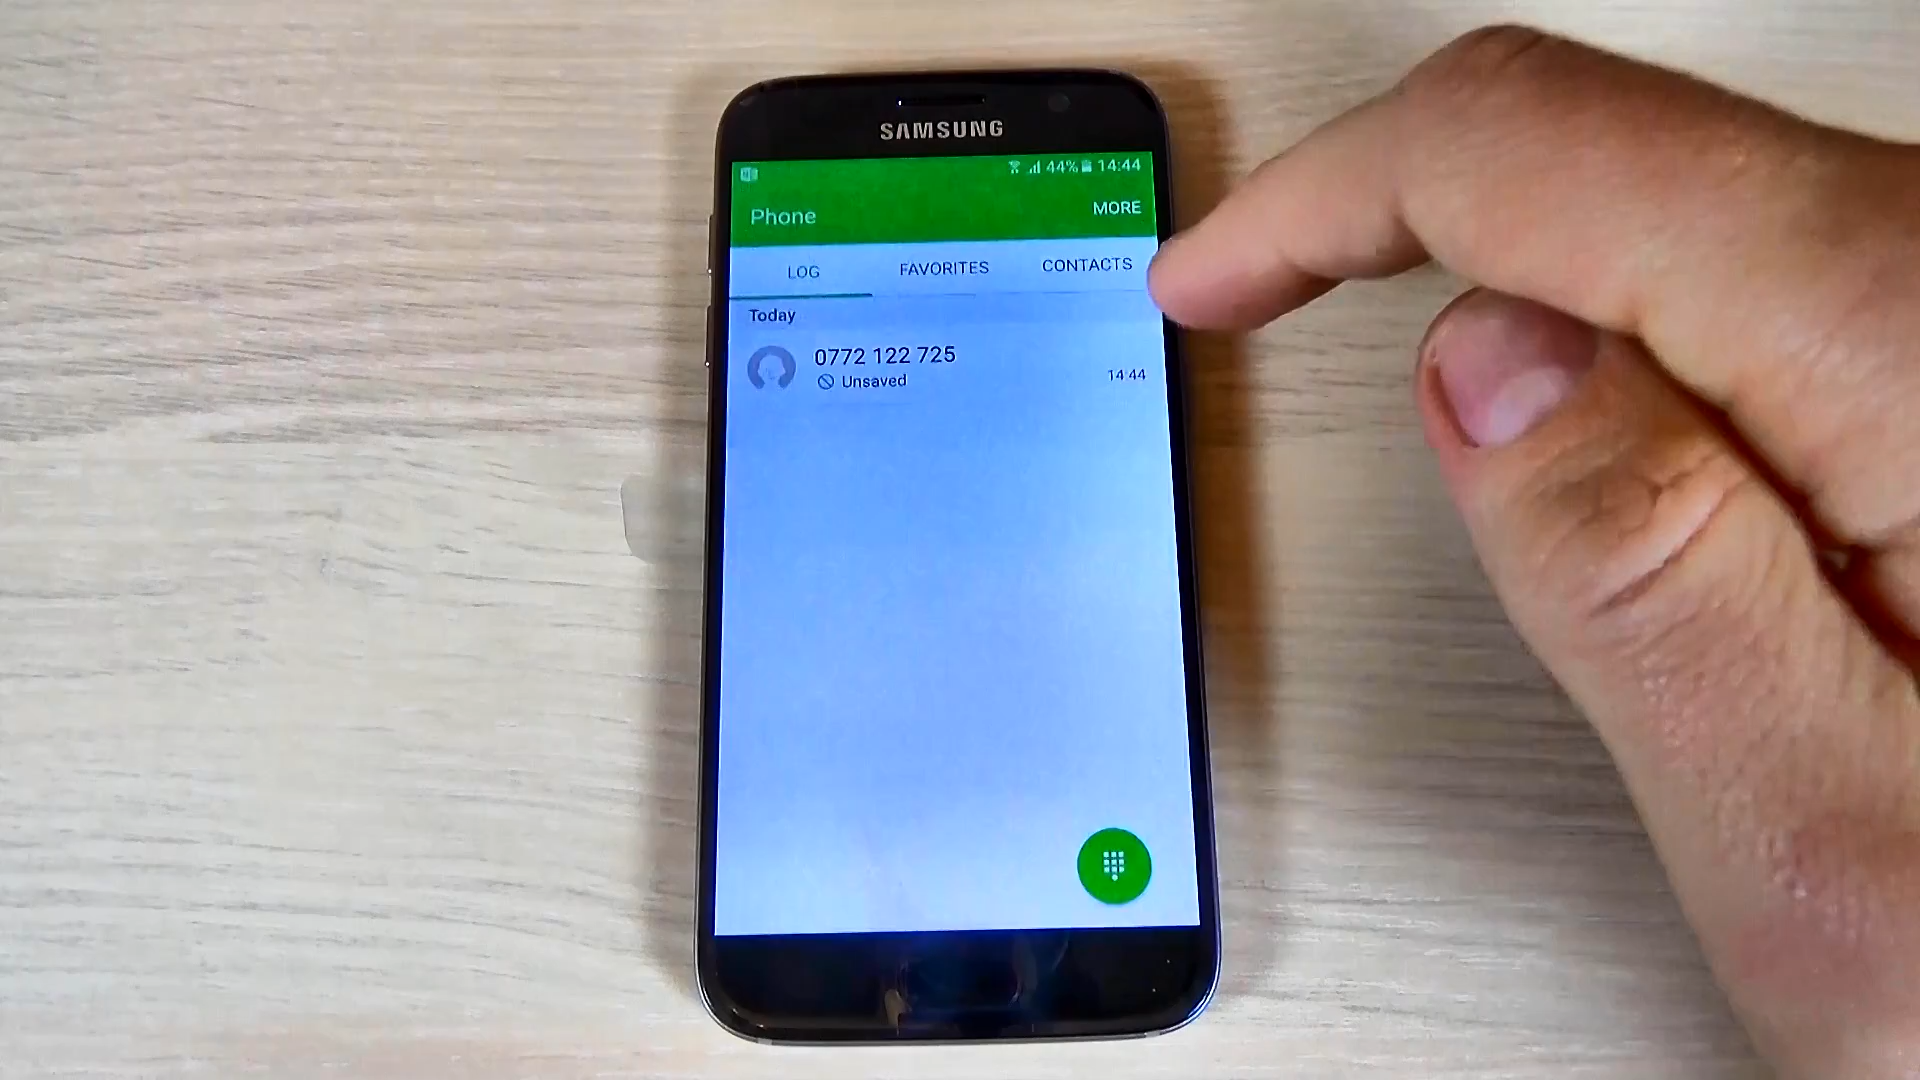 SAMSUNG
44% 14:44
Phone
MORE
LOG
FAVORITES
CONTACTS
Today
0772 122 725
Unsaved
14:44